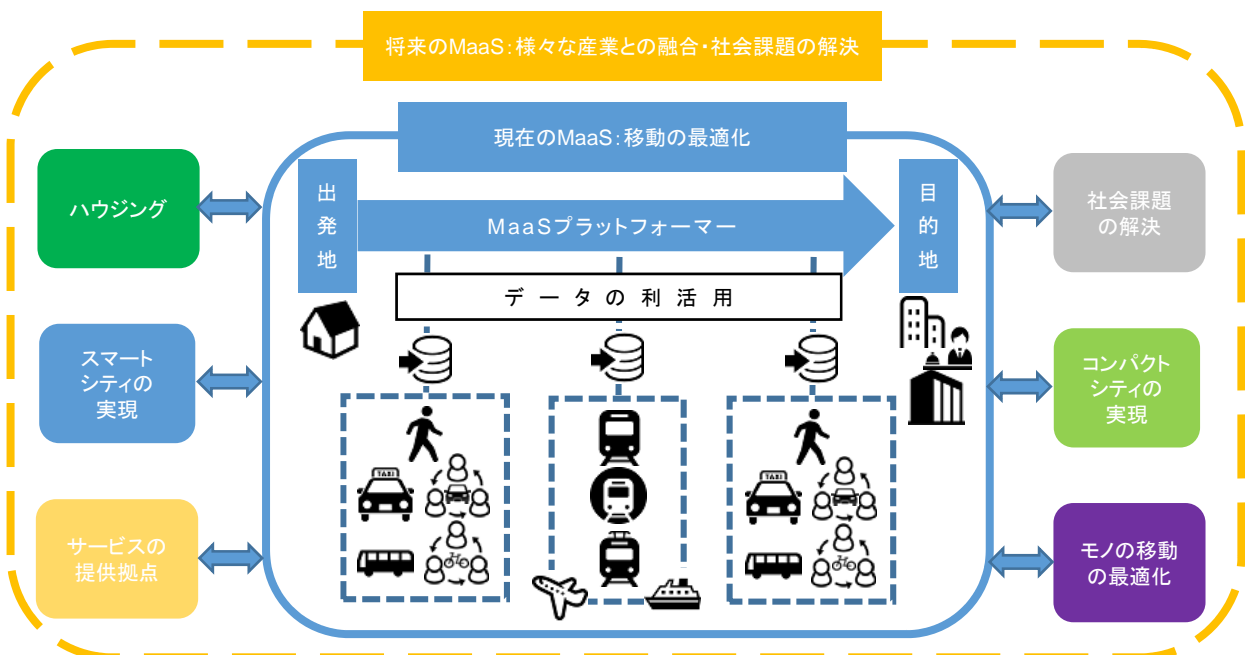 将来のMaaS：様々な産業との融合・社会課題の解決
現在のMaaS：移動の最適化
出発地
MaaSプラットフォーマー
目的地
データの利活用
ハウジング
スマート
シティの
実現
サービスの
提供拠点
社会課題
の解決
コンパクト
シティの
実現
モノの移動
の最適化
TAXI
TAXI